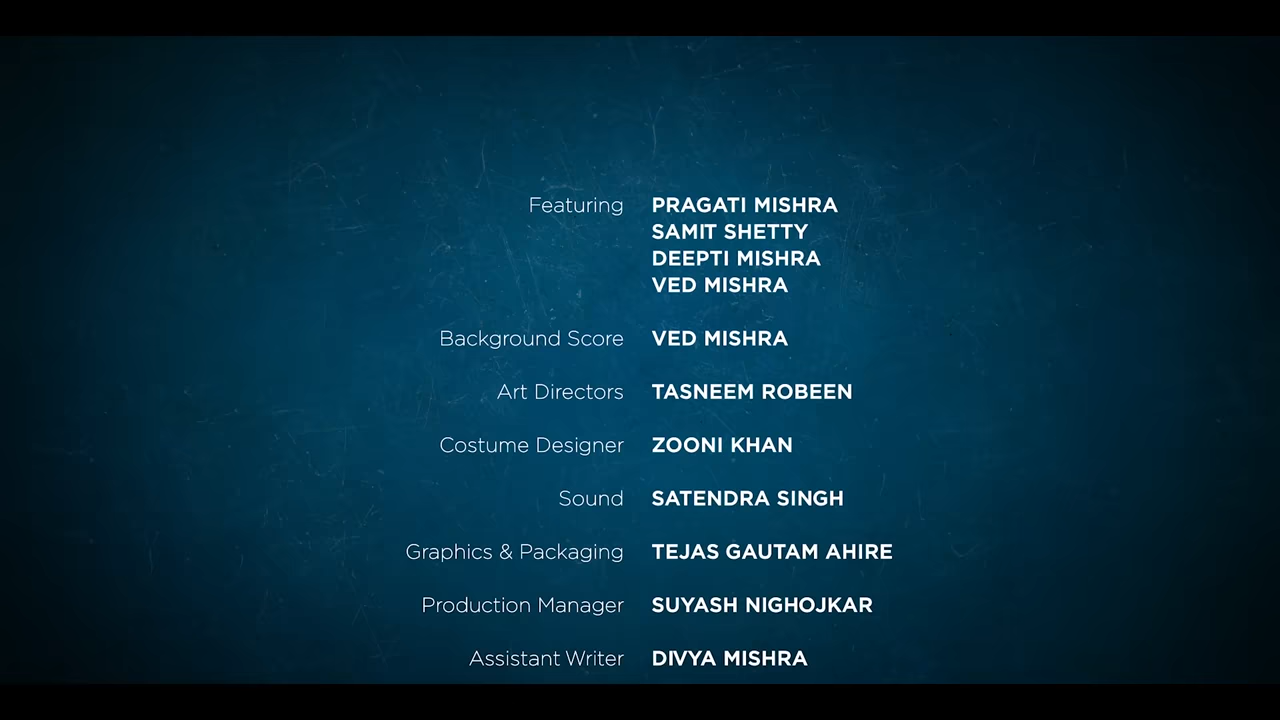 Featuring PRAGATI MISHRA
SAMIT SHETTY
DEEPTI MISHRA
VED MISHRA
Background Score VED MISHRA
Art Directors TASNEEM ROBEEN
Costume Designer ZOONI KHAN
Sound SATENDRA SINGH
Graphics & Packaging TEJAS GAUTAM AHIRE
Production Manager SUYASH NIGHOJKAR
Assistant Writer DIVYA MISHRA